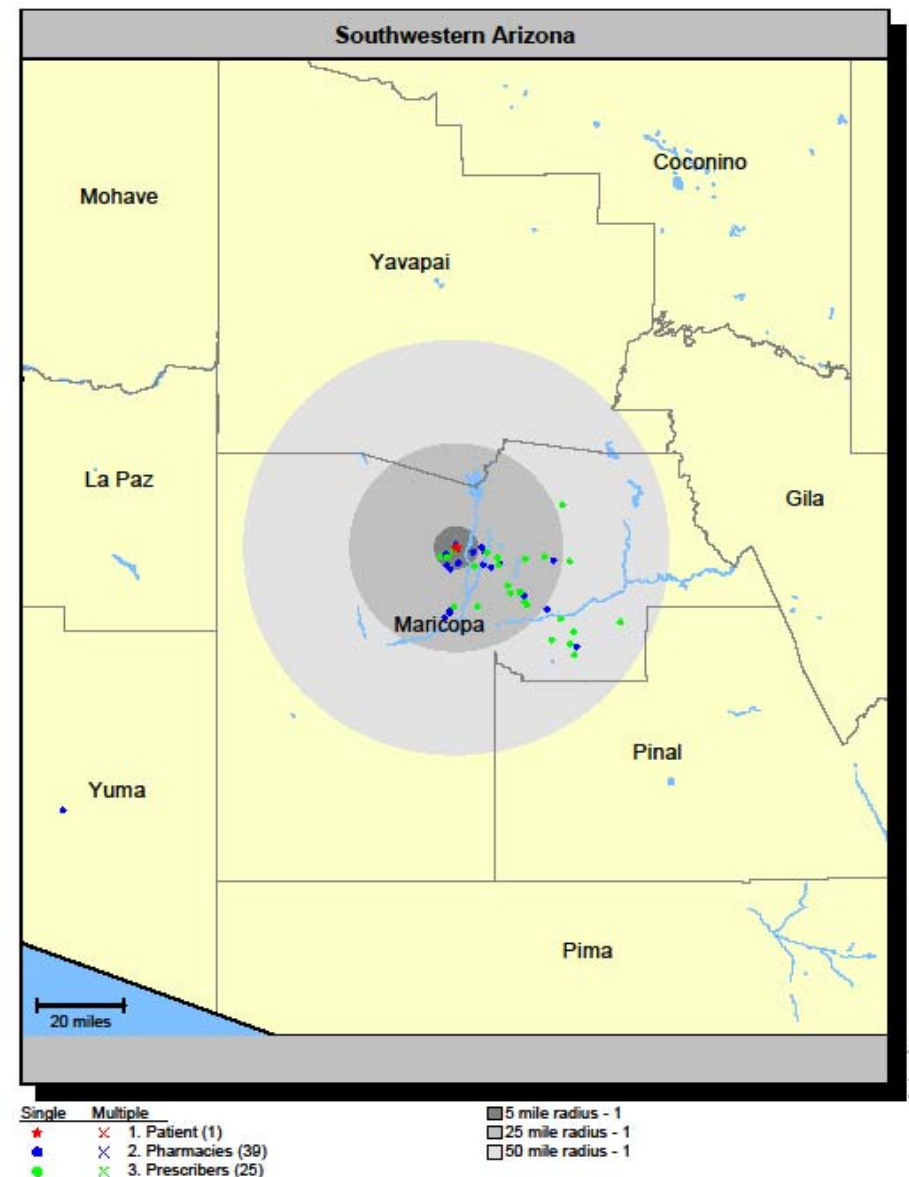 Southwestern Arizona
Coconino
Mohave
Yavapai
La Paz
Gila
Maricopa
Pinal
Yuma
Pima
20 miles
Single Multiple
1. Patient (1)
2. Pharmacies (39)
3. Prescribers (25)
5 mile radius - 1
25 mile radius - 1
50 mile radius - 1